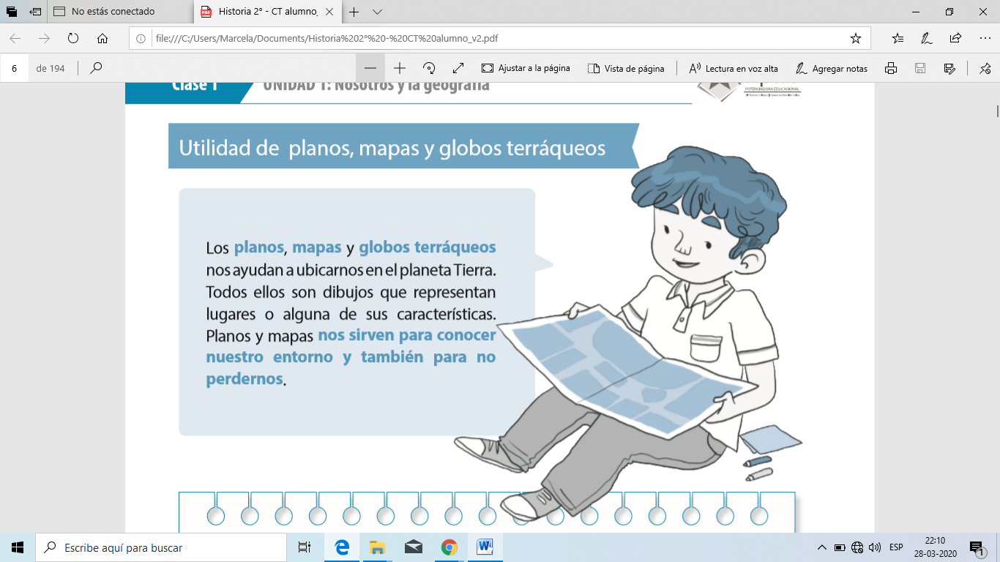 No estás conectado
PDF
Historia 2° - CT alumno_
file:///C:/Users/Marcela/Documents/Historia%202°%20-%20CT%20alumno_v2.pdf
6 de 194
Ajustar a la página
Vista de página
Lectura en voz alta
Agregar notas
Clase 1
UNIDAD 1: Nosotros y la geografía
POTENCIADORA EDUCACIONAL
Utilidad de planos, mapas y globos terráqueos
Los planos, mapas y globos terráqueos
nos ayudan a ubicarnos en el planeta Tierra.
Todos ellos son dibujos que representan
lugares o alguna de sus características.
Planos y mapas nos sirven para conocer
nuestro entorno y también para no
perdernos.
Escribe aquí para buscar
ESP
22:10
28-03-2020
1